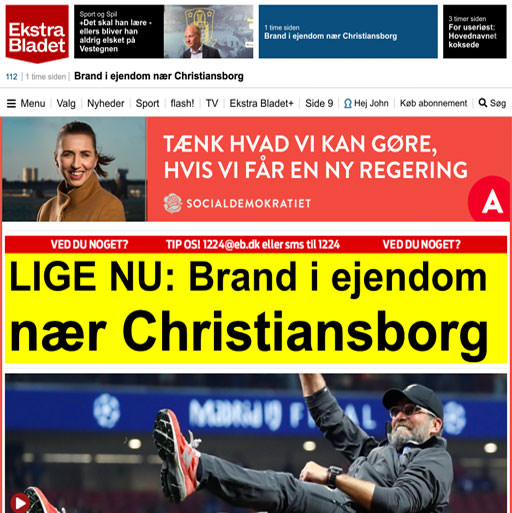 Ekstra
Bladet
Sport og Spil
»Det skal han lære -
ellers bliver han
aldrig elsket på
Vestegnen
1 time siden
Brand i ejendom nær Christiansborg
3 timer siden
For useriøst:
Hovednavnet
koksede
112 | 1 time siden | Brand i ejendom nær Christiansborg
Menu Valg Nyheder Sport flash! TV Ekstra Bladet+ Side 9 Hej John Køb abonnement Søg
TÆNK HVAD VI KAN GØRE,
HVIS VI FÅR EN NY REGERING
SOCIALDEMOKRATIET
A
VED DU NOGET? TIP OS! 1224@eb.dk eller sms til 1224 VED DU NOGET?
LIGE NU: Brand i ejendom
nær Christiansborg